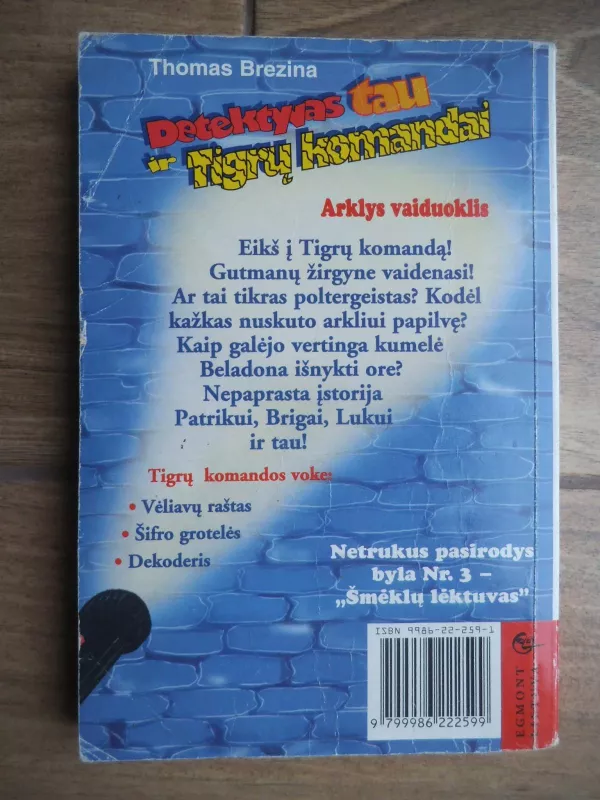 Thomas Brezina
Detektyvas tau
ir Tigrų komandai
Arklys vaiduoklis
Eikš į Tigrų komandą!
Gutmanų žirgyne vaidenasi!
Ar tai tikras poltergeistas? Kodėl
kažkas nuskuto arkliui papilvę?
Kaip galėjo vertinga kumelė
Beladona išnykti ore?
Nepaprasta istorija
Patrikui, Brigai, Lukui
ir tau!
Tigrų komandos voke:
• Vėliavų raštas
• Šifro grotelės
• Dekoderis
Netrukus pasirodys
byla Nr. 3 –
„Šmėklų lėktuvas”
ISBN 9986-22-259-1
9 799986 222599
EGMONT
LIETUVA